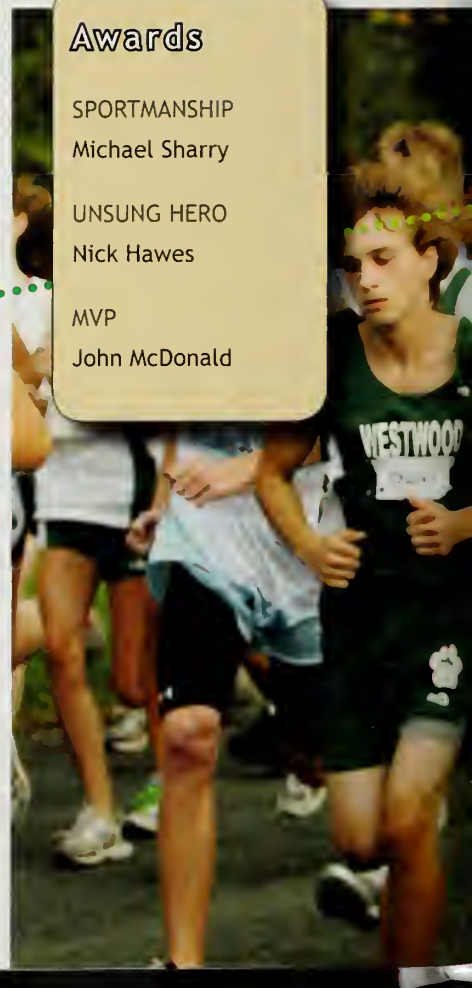 Awards
SPORTMANSHIP
Michael Sharry
UNSUNG HERO
Nick Hawes
MVP
John McDonald
WESTWOOD